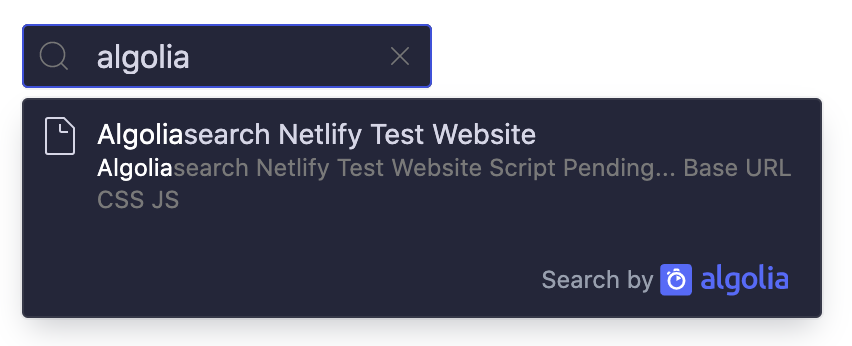 algolia
Algoliasearch Netlify Test Website
Algoliasearch Netlify Test Website Script Pending... Base URL
CSS JS
Search by algolia